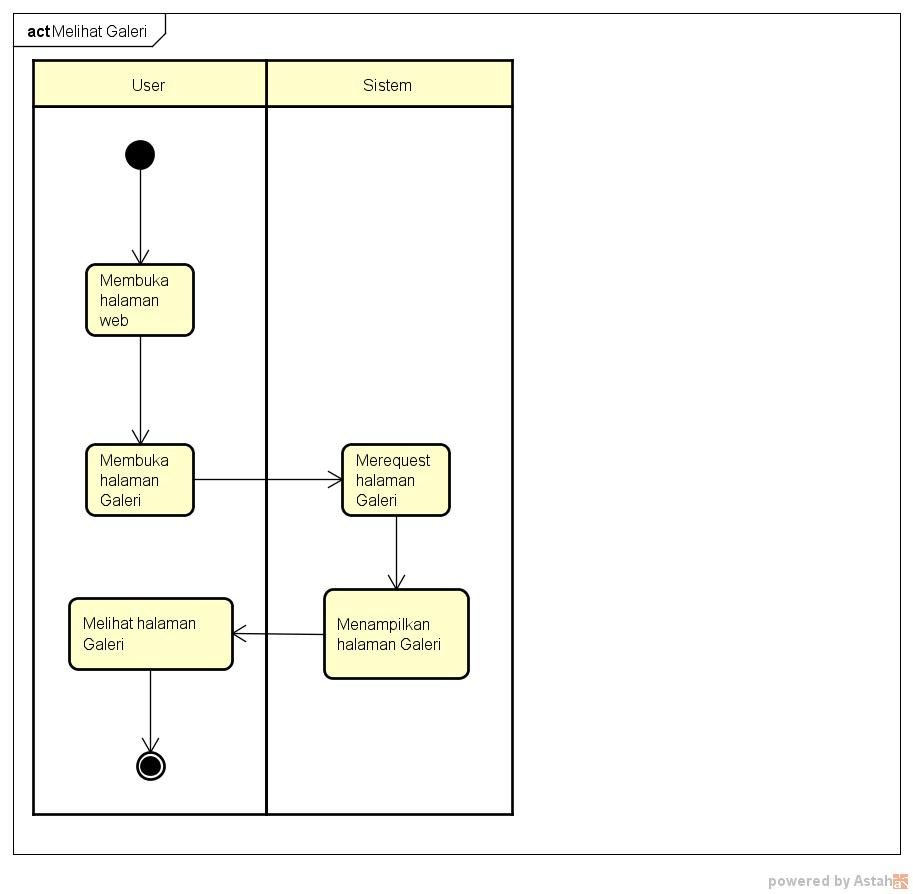 act Melihat Galeri
User
Sistem
Membuka
halaman
web
Membuka
halaman
Galeri
Merequest
halaman
Galeri
Menampilkan
halaman Galeri
Melihat halaman
Galeri
powered by Astah